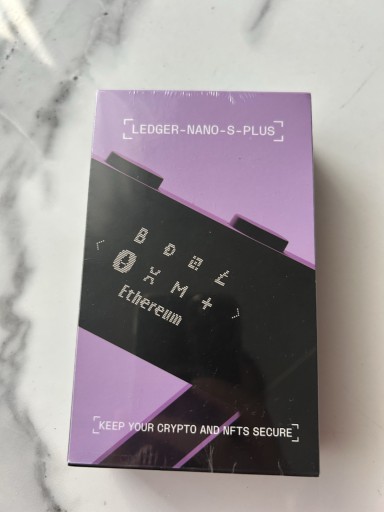 LEDGER-NANO-S-PLUS
Ethereum
KEEP YOUR CRYPTO AND NFTS SECURE